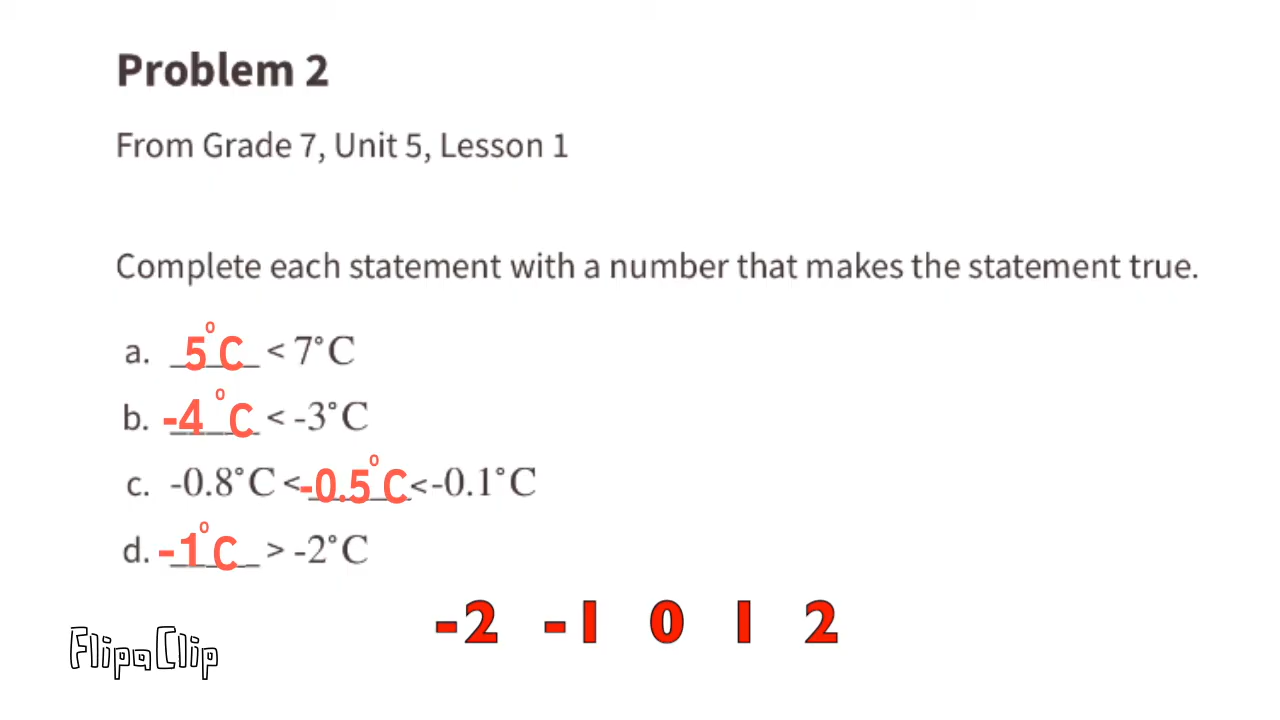 Problem 2
From Grade 7, Unit 5, Lesson 1
Complete each statement with a number that makes the statement true.
a. 5°C < 7°C
b. -4°C < -3°C
c. -0.8°C < -0.5°C < -0.1°C
d. -1°C > -2°C
-2 -1 0 1 2
FlipaClip